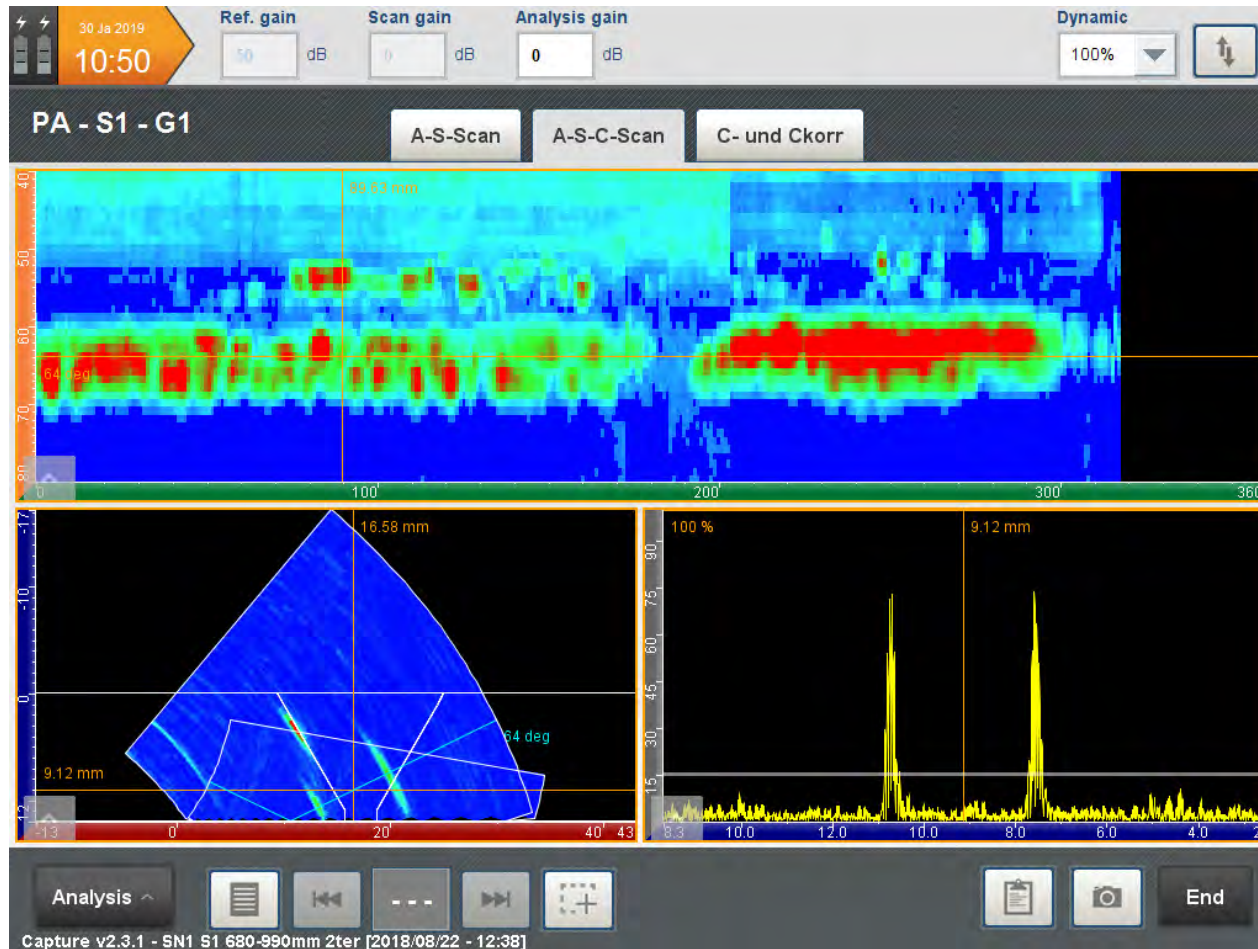 Ref. gain Scan gain Analysis gain Dynamic
30 Ja 2019
10:50
50 dB 0 dB 0 dB 100%
PA - S1 - G1
A-S-Scan A-S-C-Scan C- und Ckorr
89.63 mm
40
50
60
64 deg
70
80
0 100 200 300 360
-17 16.58 mm
-10
0
64 deg
9.12 mm
12
-13 0 20 40 43
100 % 9.12 mm
90
75
60
45
30
15
8.3 10.0 12.0 10.0 8.0 6.0 4.0 2
Analysis
---
End
Capture v2.3.1 - SN1 S1 680-990mm 2ter [2018/08/22 - 12:38]